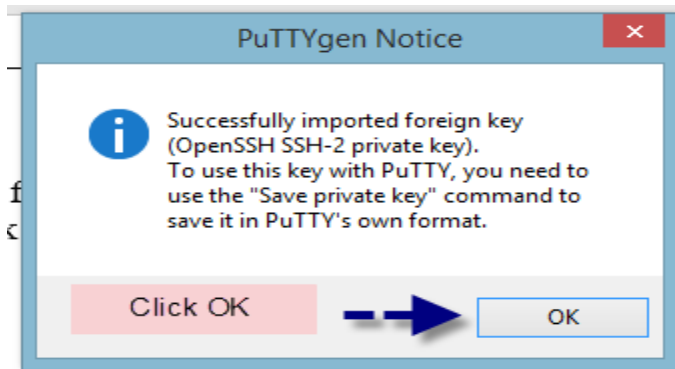 PuTTYgen Notice
Successfully imported foreign key
(OpenSSH SSH-2 private key).
To use this key with PuTTY, you need to
use the "Save private key" command to
save it in PuTTY's own format.
Click OK
OK